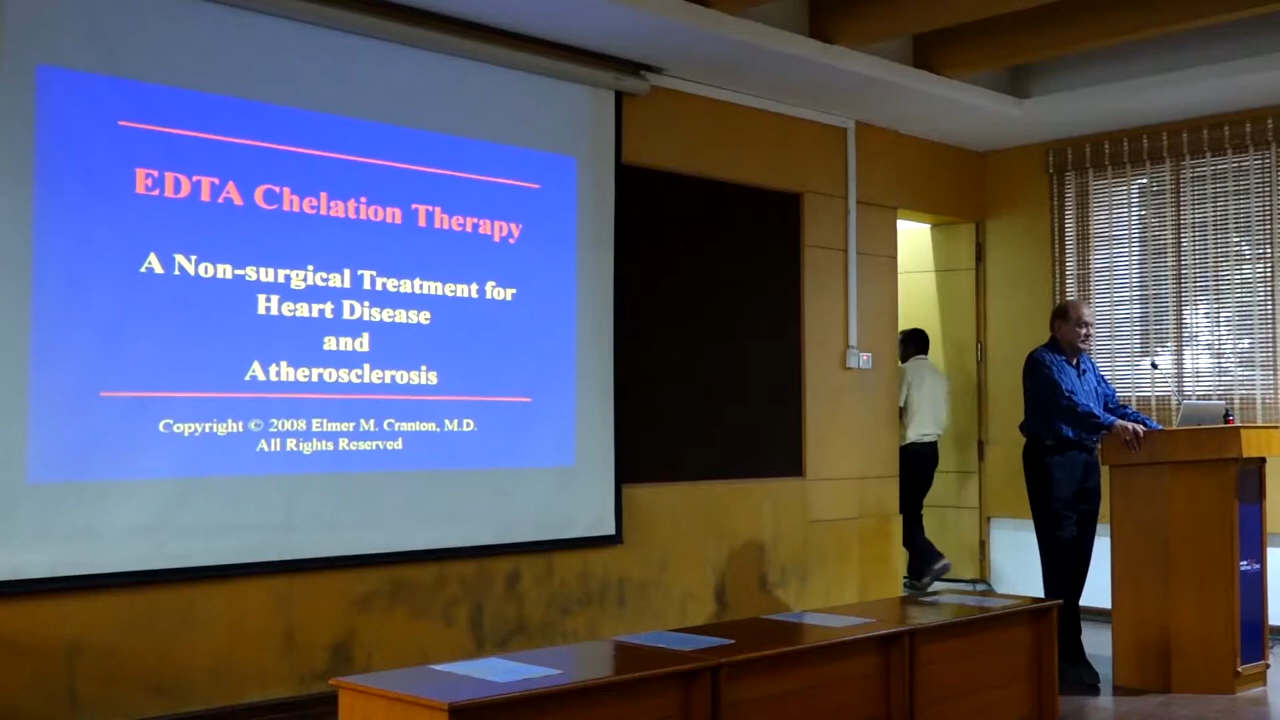 EDTA Chelation Therapy
A Non-surgical Treatment for
Heart Disease
and
Atherosclerosis
Copyright © 2008 Elmer M. Cranton, M.D.
All Rights Reserved